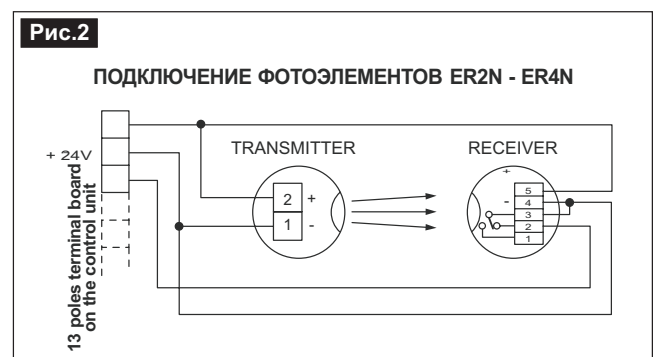 Рис.2
ПОДКЛЮЧЕНИЕ ФОТОЭЛЕМЕНТОВ ER2N - ER4N
+ 24V
13 poles terminal board
on the control unit
TRANSMITTER
2 +
1 -
RECEIVER
+
-
5
4
3
2
1